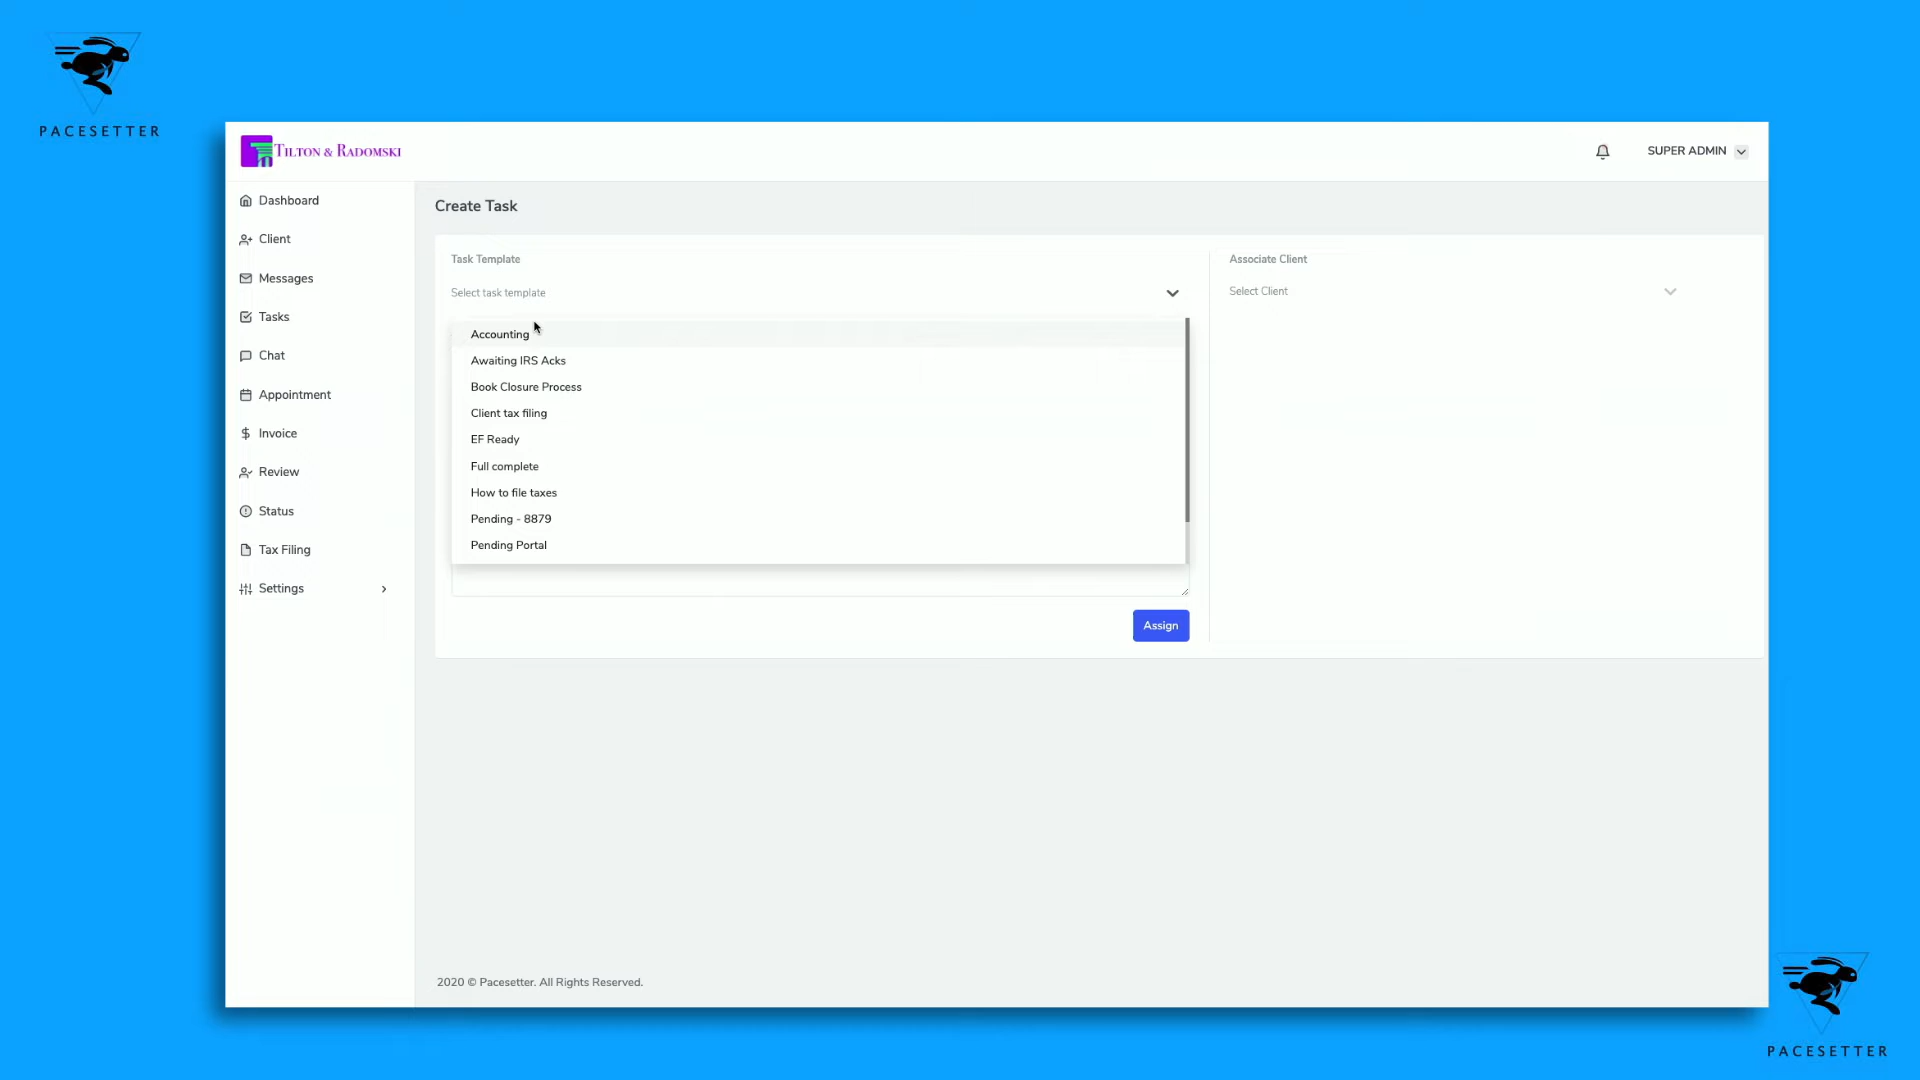 PACESETTER
TILTON & RADOMSKI
SUPER ADMIN
Dashboard
Client
Messages
Tasks
Chat
Appointment
Invoice
Review
Status
Tax Filing
Settings
Create Task
Task Template
Select task template
Accounting
Awaiting IRS Acks
Book Closure Process
Client tax filing
EF Ready
Full complete
How to file taxes
Pending - 8879
Pending Portal
Assign
Associate Client
Select Client
2020 © Pacesetter. All Rights Reserved.
PACESETTER